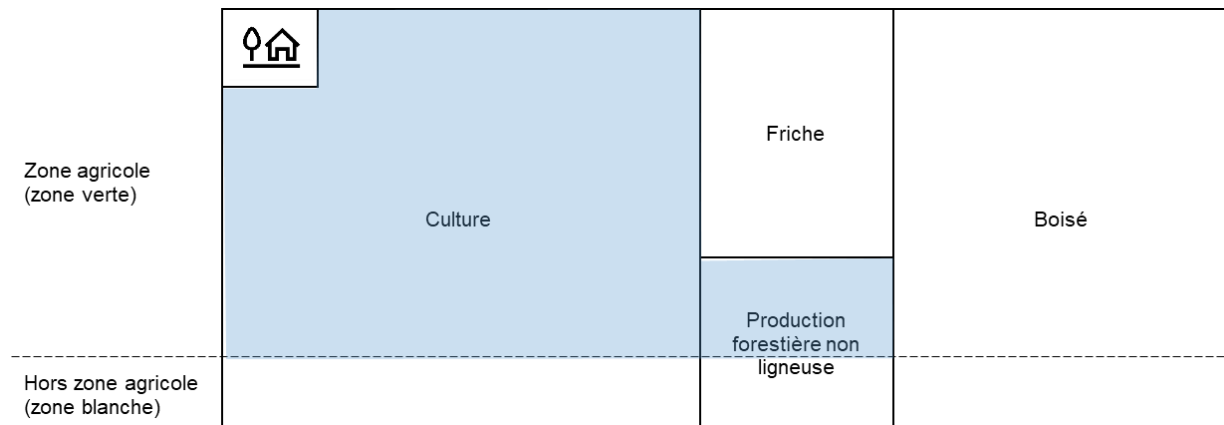 Friche
Zone agricole
(zone verte)
Culture
Boisé
Production
forestière non
ligneuse
Hors zone agricole
(zone blanche)